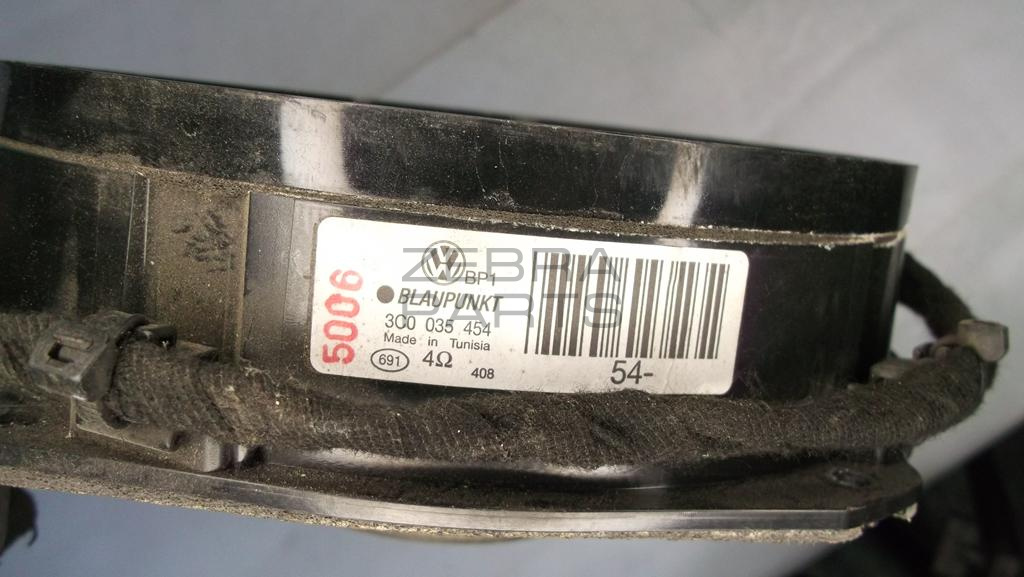 5006
BP1
BLAUPUNKT
3C0 035 454
Made in Tunisia
691 4Ω 408
54-
ZEBRA
PARTS